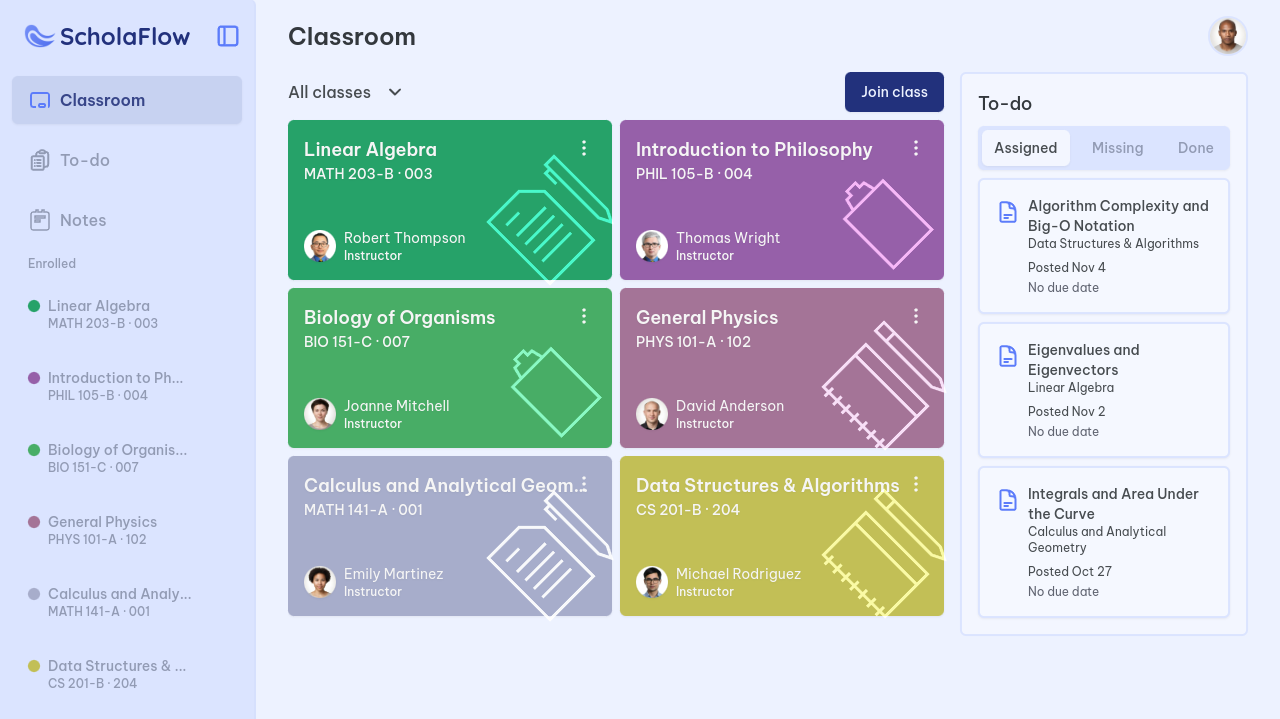 ScholaFlow
Classroom
To-do
Notes
Enrolled
Linear Algebra
MATH 203-B · 003
Introduction to Ph...
PHIL 105-B · 004
Biology of Organis...
BIO 151-C · 007
General Physics
PHYS 101-A · 102
Calculus and Analy...
MATH 141-A · 001
Data Structures & ...
CS 201-B · 204
Classroom
All classes
Join class
Linear Algebra
MATH 203-B · 003
Robert Thompson
Instructor
Introduction to Philosophy
PHIL 105-B · 004
Thomas Wright
Instructor
Biology of Organisms
BIO 151-C · 007
Joanne Mitchell
Instructor
General Physics
PHYS 101-A · 102
David Anderson
Instructor
Calculus and Analytical Geom...
MATH 141-A · 001
Emily Martinez
Instructor
Data Structures & Algorithms
CS 201-B · 204
Michael Rodriguez
Instructor
To-do
Assigned Missing Done
Algorithm Complexity and
Big-O Notation
Data Structures & Algorithms
Posted Nov 4
No due date
Eigenvalues and
Eigenvectors
Linear Algebra
Posted Nov 2
No due date
Integrals and Area Under
the Curve
Calculus and Analytical
Geometry
Posted Oct 27
No due date